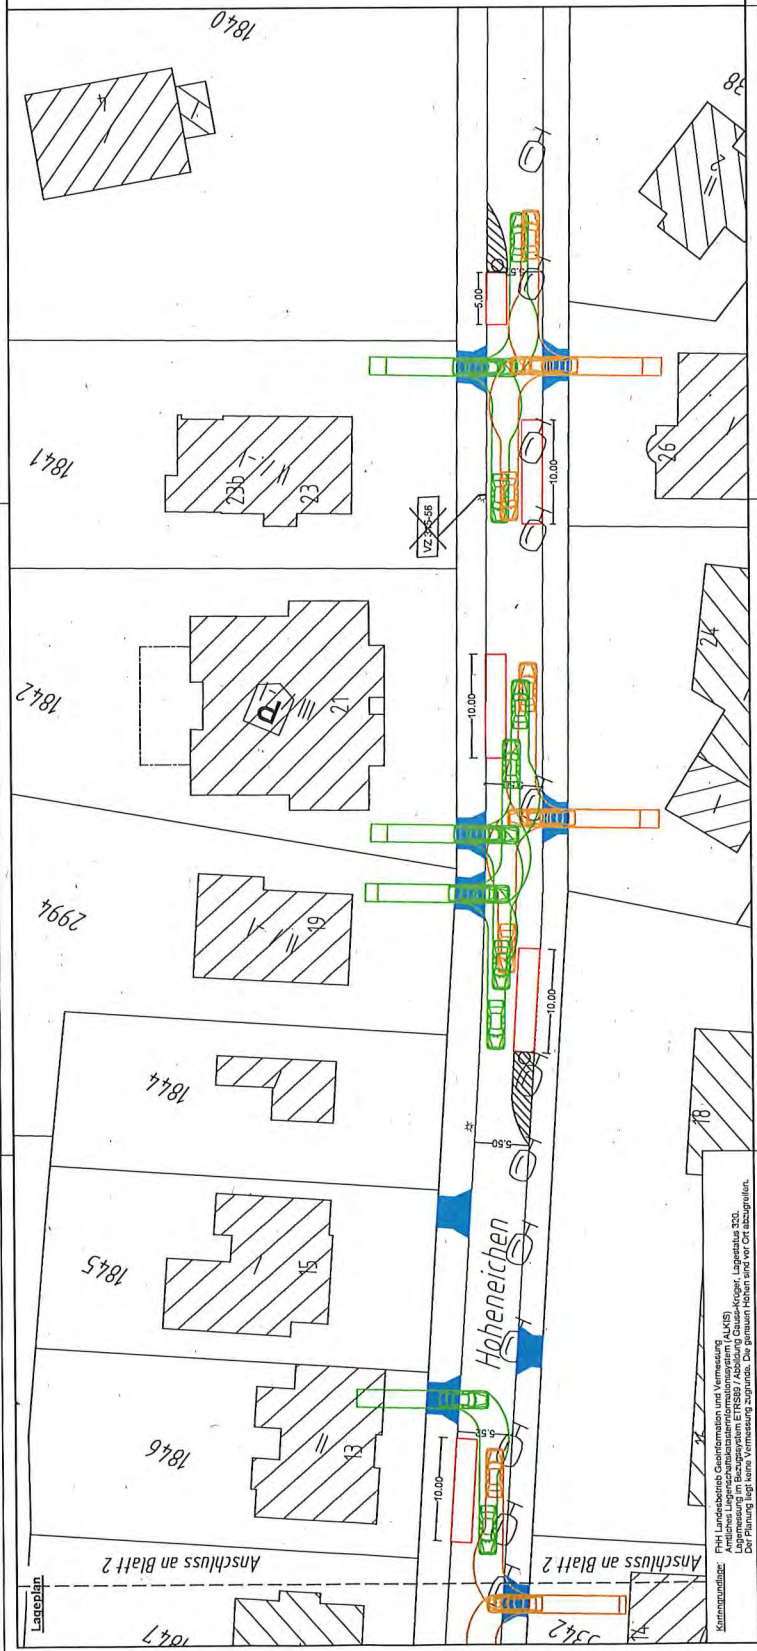 1840
38
5.00
1841
23b
23
26
10.00
VZ
1842
21
P
24
10.00
2994
19
10.00
1844
18
5.50
1845
15
Hoheneichen
1846
13
5.52
10.00
Anschluss an Blatt 2
Anschluss an Blatt 2
Lageplan
1847
3342
14
Kartengrundlage: FHH Landesbetrieb Geoinformation und Vermessung
Amtliches Liegenschaftskatasterinformationssystem (ALKIS)
Lagemessung im Bezugssystem ETRS89 / Abbildung Gauss-Krüger, Lagestatus 320.
Der Planung liegt keine Vermessung zugrunde. Die genauen Höhen sind vor Ort abzugreifen.